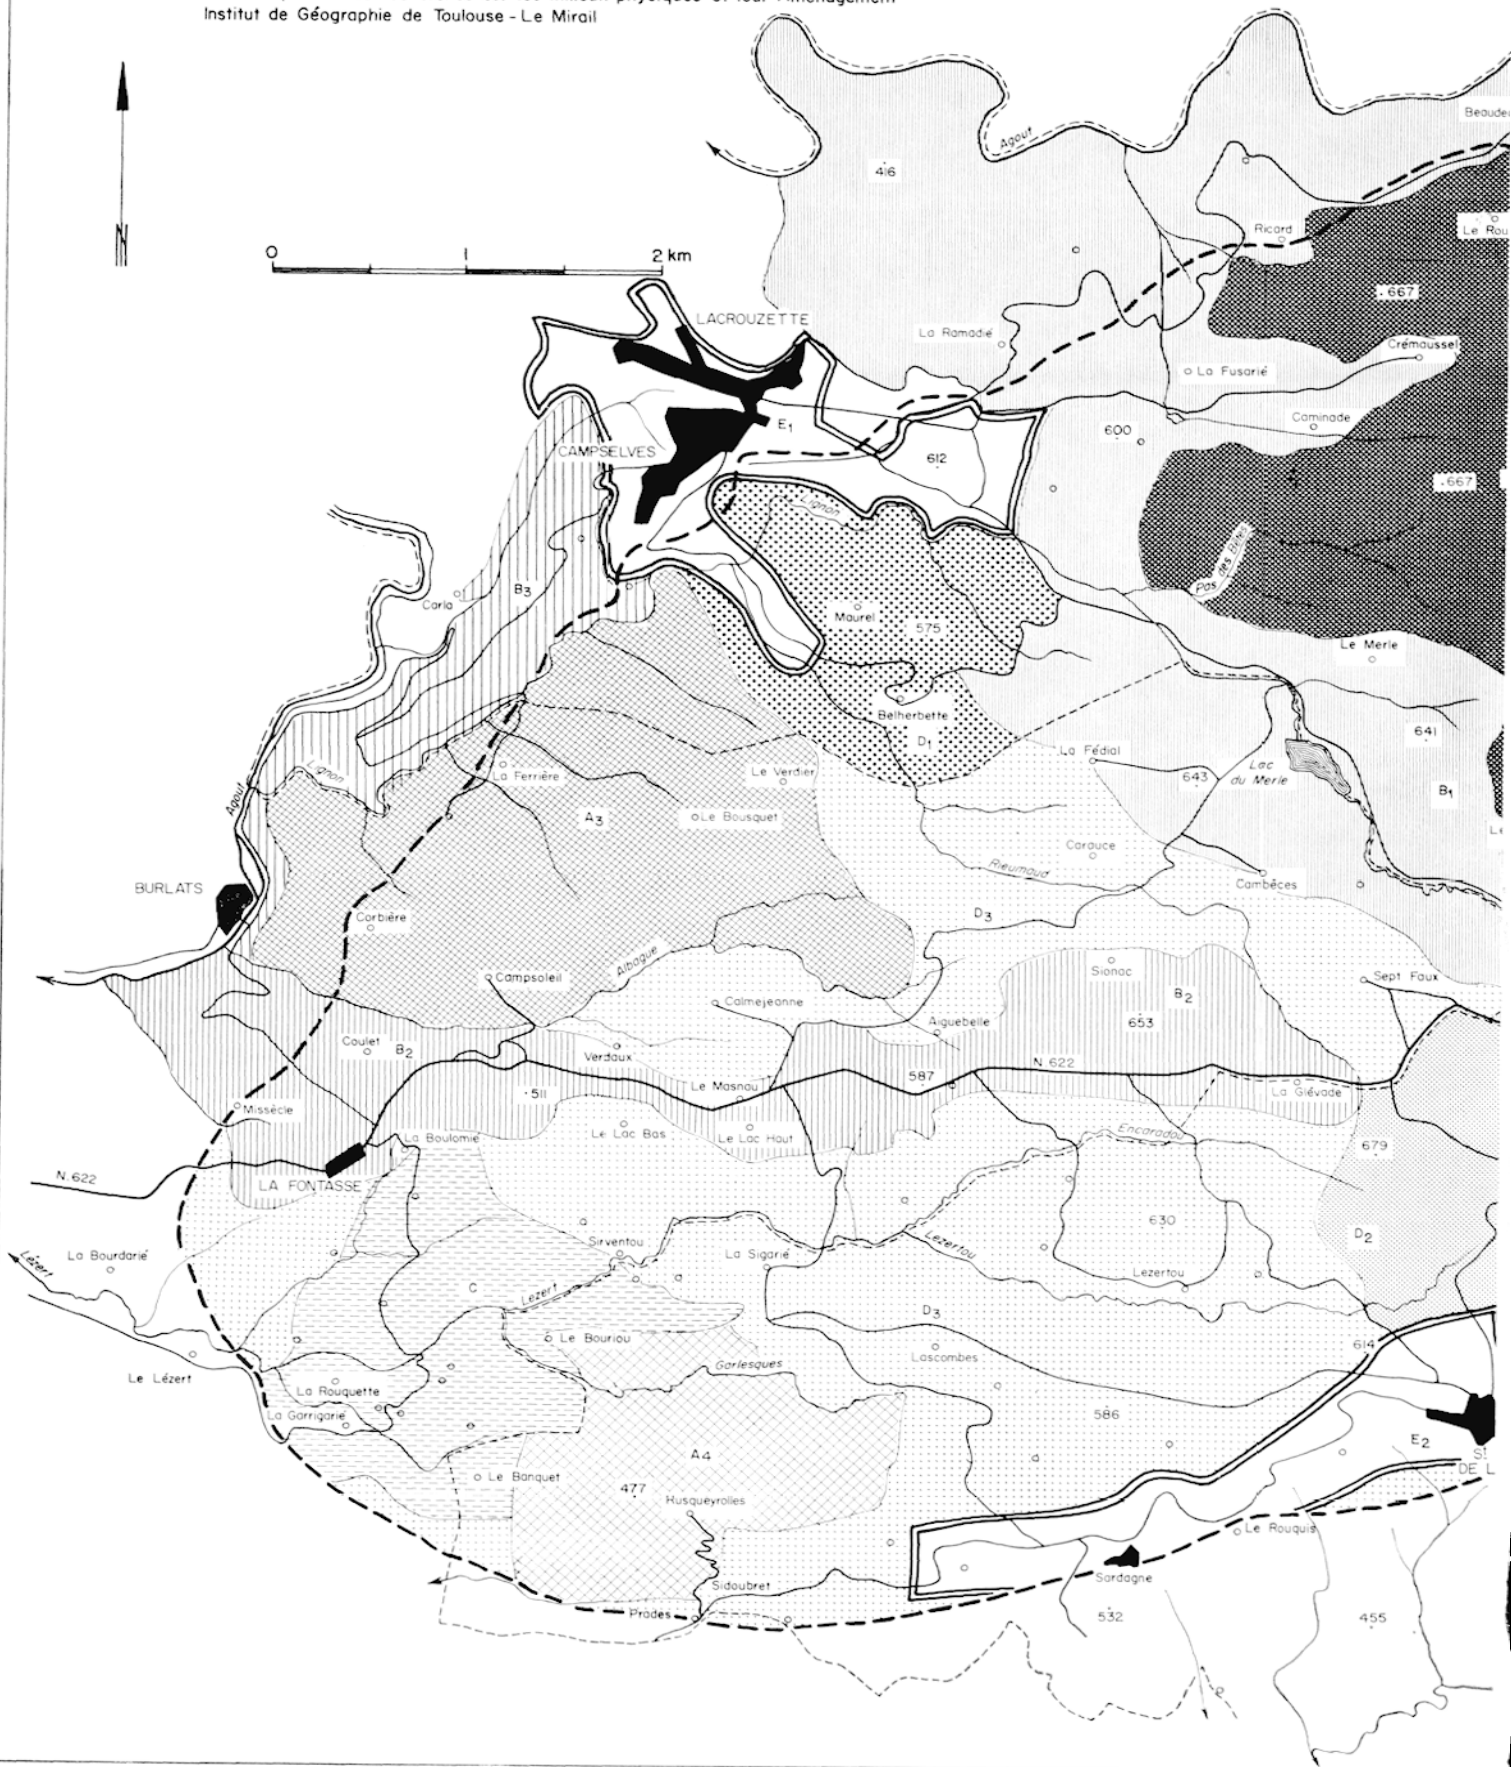 Institut de Géographie de Toulouse - Le Mirail
Agout
416
Ricard
0 1 2 km
.667
LACROUZETTE
La Ramadié
Crémaussel
La Fusarié
Caminade
E1
600
CAMPSELVES
612
.667
Lignon
Pas des Bêtes
B3
Carla
Maurel
575
Le Merle
Belherbette
D1
641
La Fédial
Lignon
La Ferrière
Le Verdier
643
Lac
du Merle
B1
Agout
A3
Le Bousquet
Carauce
Rieumaud
Cambèces
BURLATS
Corbière
D3
Albague
Sionac
Campsoleil
Sept Faux
Calmejeanne
B2
653
Aiguebelle
Coulet
B2
Verdaux
N.622
587
Le Masnau
.511
La Glévade
Missècle
Le Lac Bas
Le Lac Haut
Encaradou
La Boulomié
679
N.622
LA FONTASSE
630
D2
Sirventou
La Sigarié
Lezertou
La Bourdarié
Lézert
Lezertou
C
Lézert
D3
Le Bouriou
614
Lascombes
Garlesques
Le Lézert
La Rouquette
La Garrigarié
586
E2
A4
St
DE L
Le Banquet
477
Rusqueyrolles
Le Rouquis
Sidoubret
Sardagne
Prades
532
455